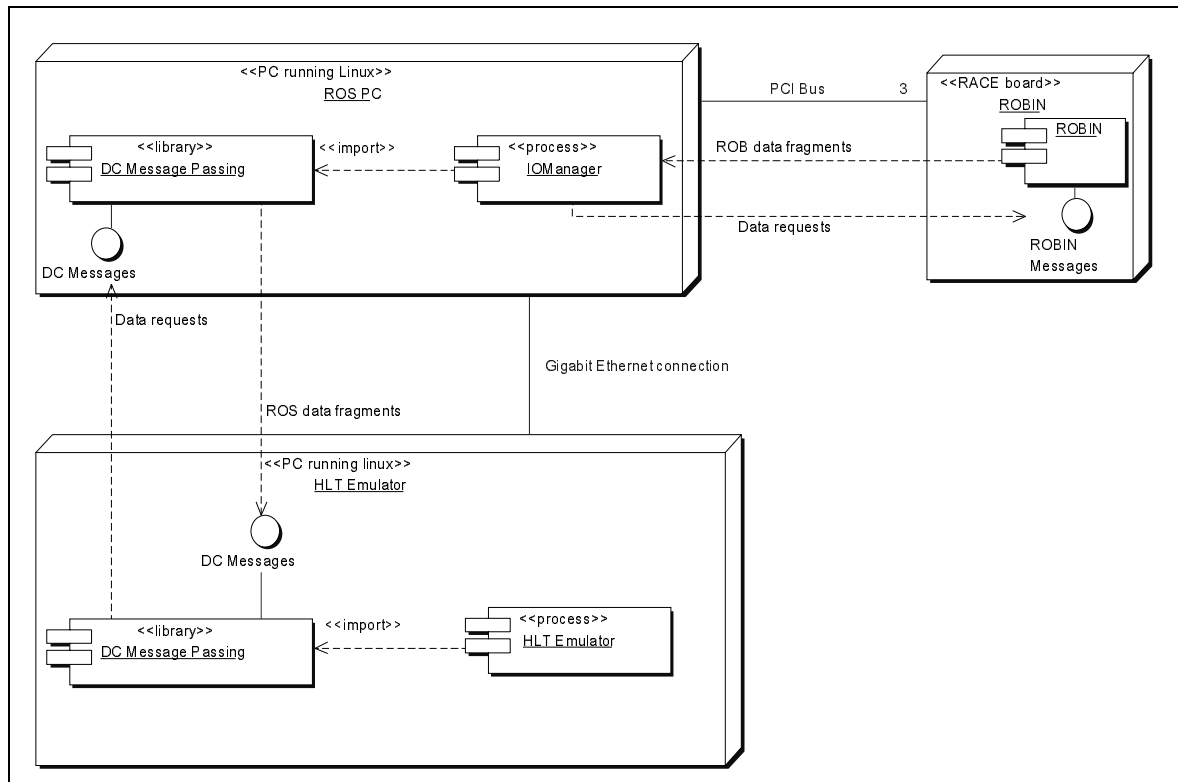 <<PC running Linux>>
ROS PC
<<library>>
DC Message Passing
<<import>>
<<process>>
IOManager
DC Messages
PCI Bus 3
<<RACE board>>
ROBIN
ROBIN
ROB data fragments
Data requests
ROBIN
Messages
Data requests
Gigabit Ethernet connection
ROS data fragments
<<PC running linux>>
HLT Emulator
DC Messages
<<library>>
DC Message Passing
<<import>>
<<process>>
HLT Emulator